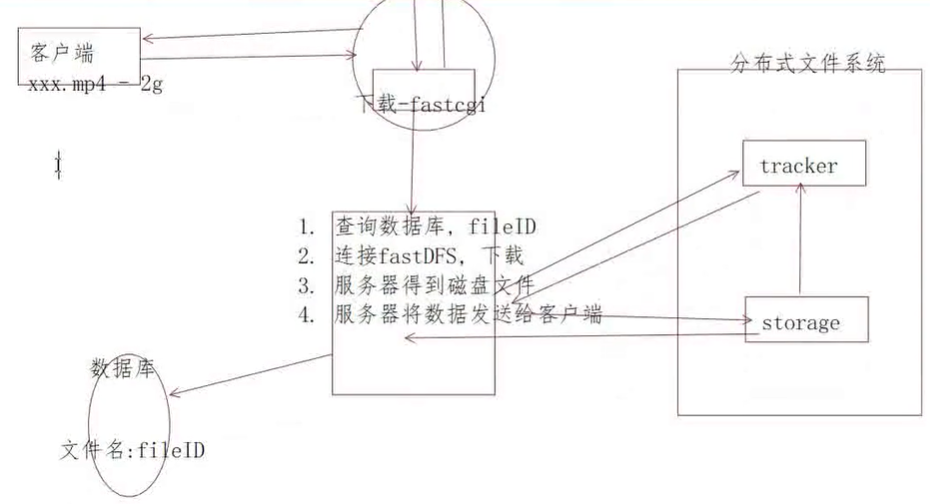 客户端
xxx.mp4 - 2g
下载-fastcgi
分布式文件系统
tracker
1. 查询数据库, fileID
2. 连接fastDFS, 下载
3. 服务器得到磁盘文件
4. 服务器将数据发送给客户端
storage
数据库
文件名:fileID